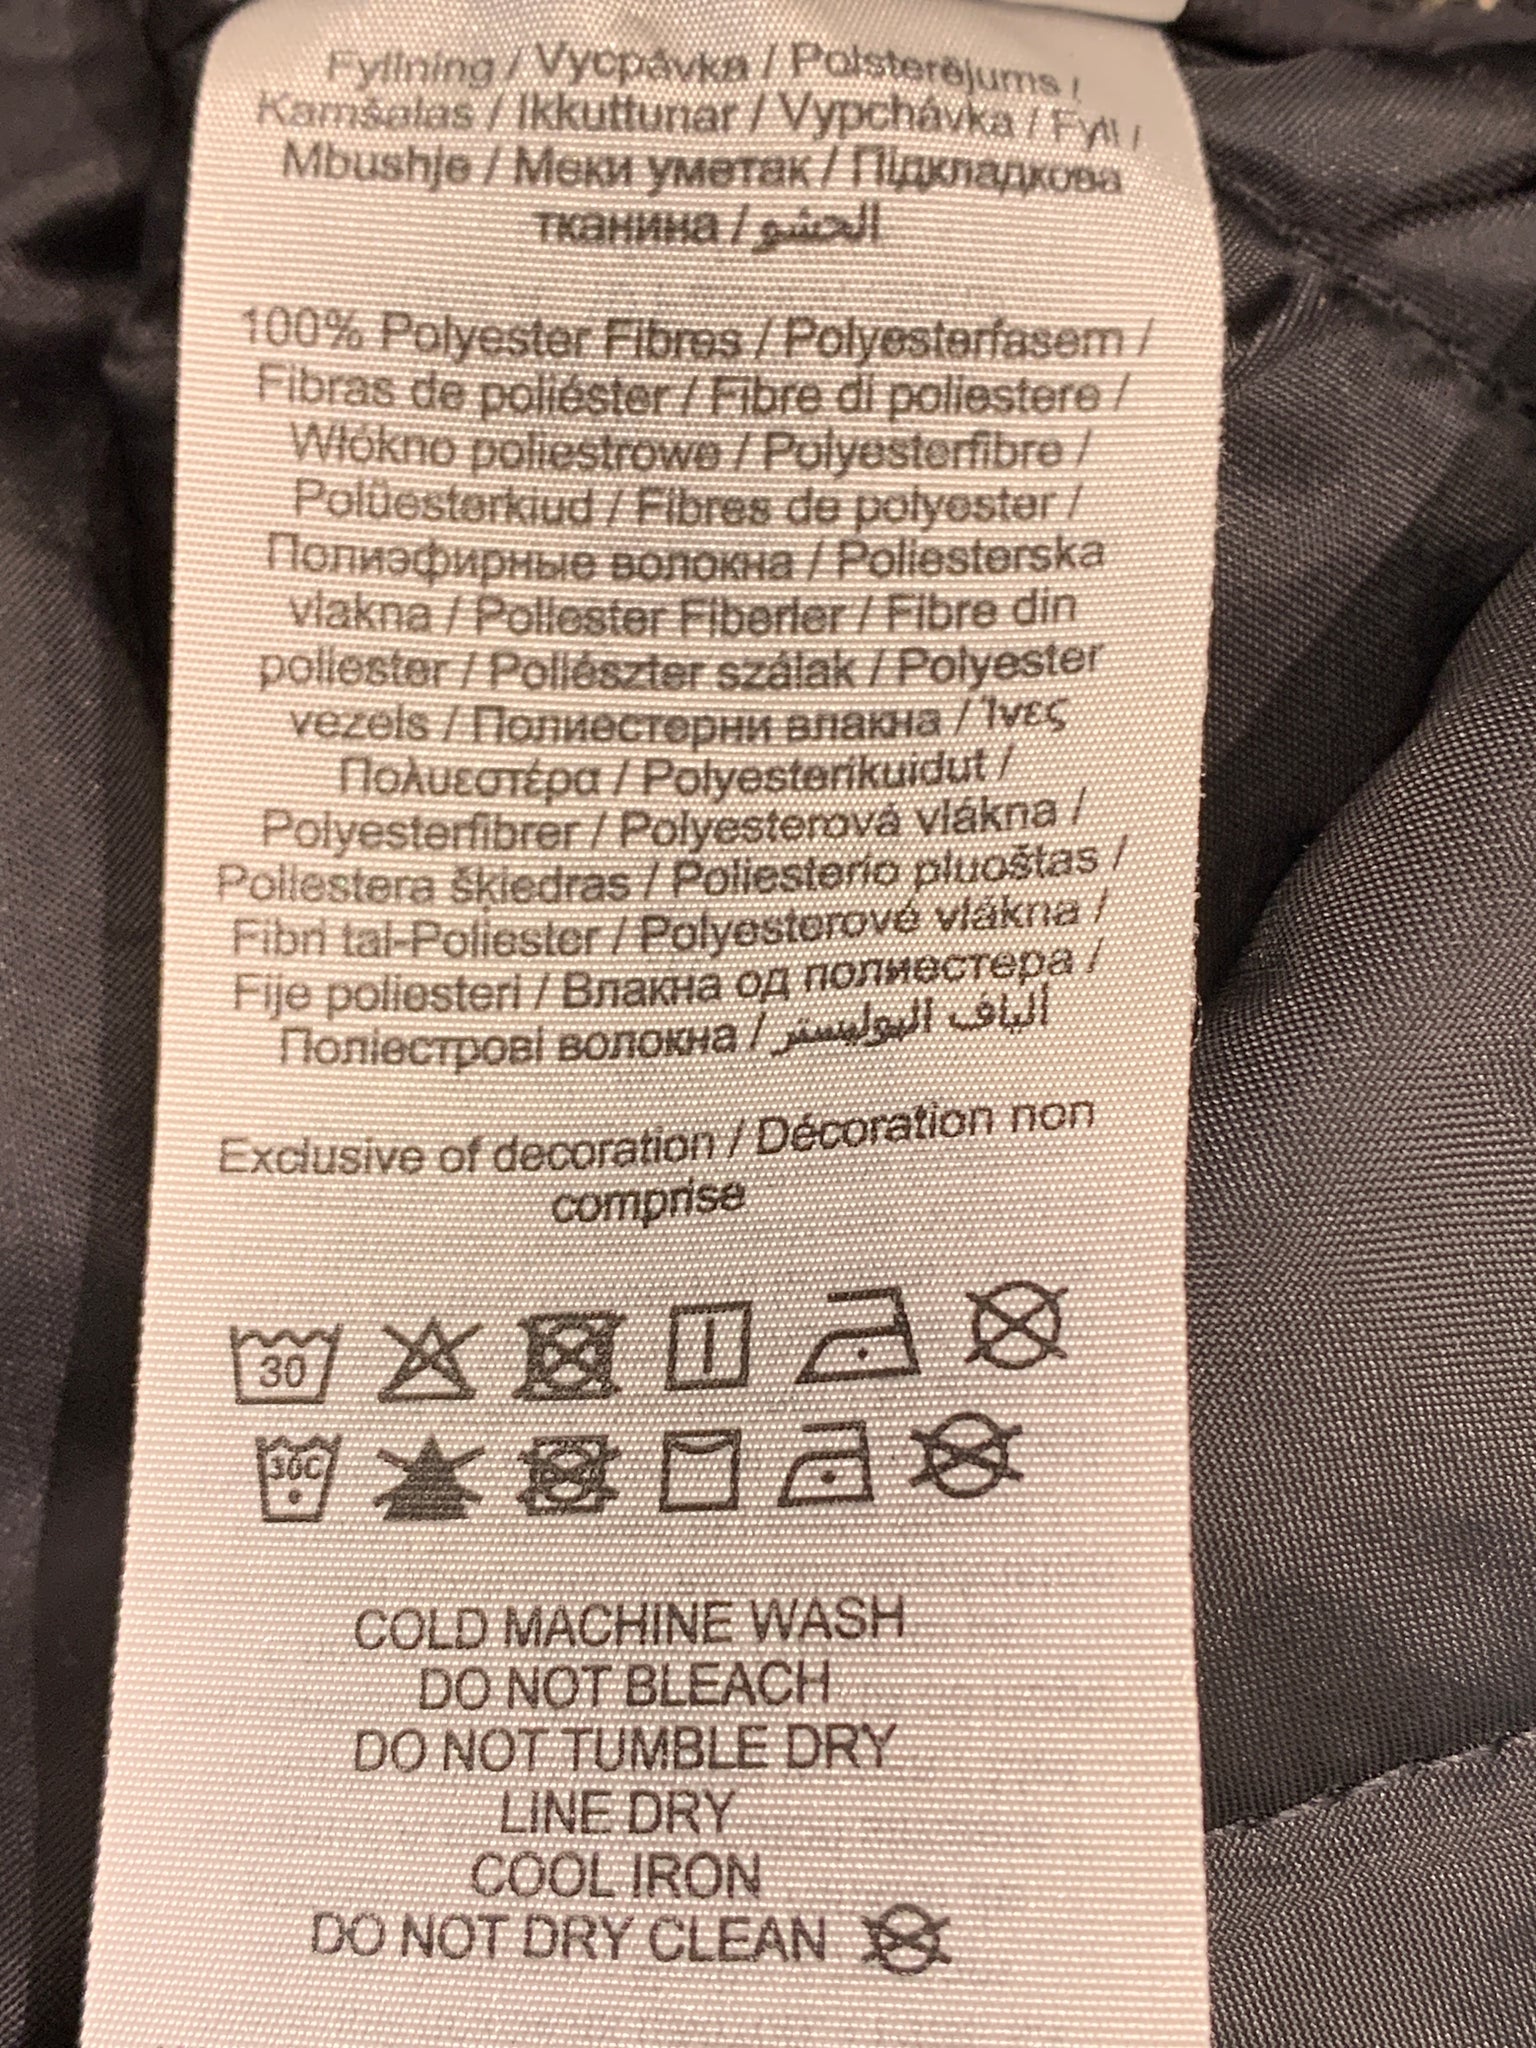 Fyllning / Vycpávka / Polsterējums /
Kamšalas / Ikkuttunar / Vypchávka / Fyll /
Mbushje / Меки уметак / Підкладкова
тканина / الحشو
100% Polyester Fibres / Polyesterfasern /
Fibras de poliéster / Fibre di poliestere /
Włókno poliestrowe / Polyesterfibre /
Polüesterkiud / Fibres de polyester /
Полиэфирные волокна / Poliesterska
vlakna / Poliester Fiberler / Fibre din
poliester / Poliészter szálak / Polyester
vezels / Полиестерни влакна / Ίνες
Πολυεστέρα / Polyesterikuidut /
Polyesterfibrer / Polyesterová vlákna /
Poliestera šķiedras / Poliesterio pluoštas /
Fibri tal-Poliester / Polyesterové vlákna /
Fije poliesteri / Влакна од полиестера /
Поліестрові волокна / ألياف البوليستر
Exclusive of decoration / Décoration non
comprise
30
30C
COLD MACHINE WASH
DO NOT BLEACH
DO NOT TUMBLE DRY
LINE DRY
COOL IRON
DO NOT DRY CLEAN